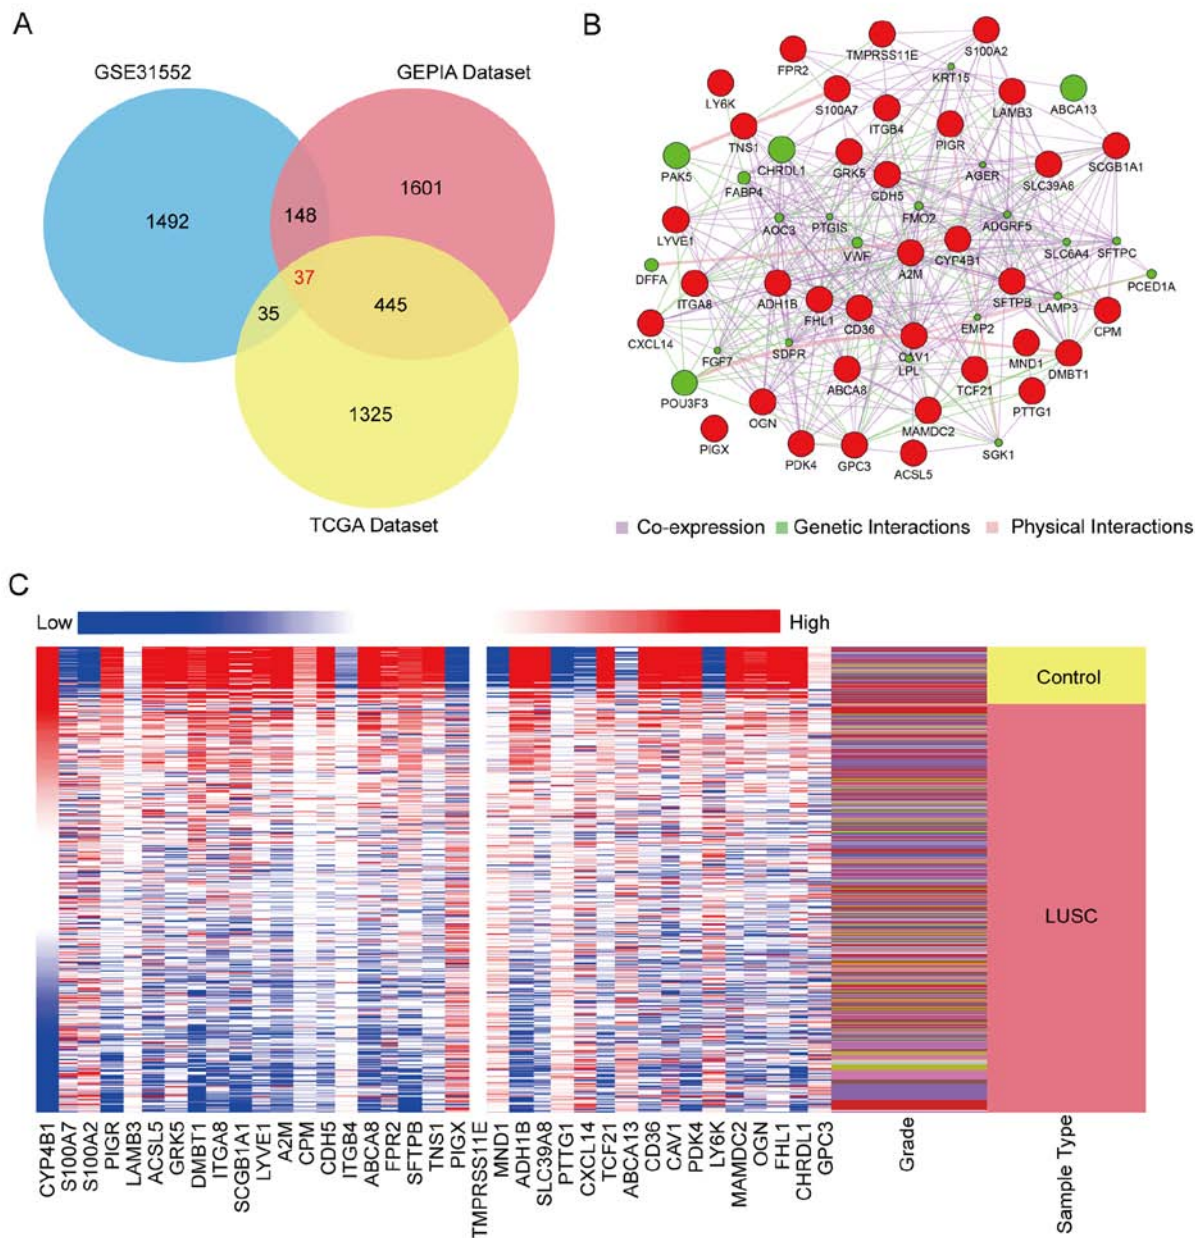 A
GSE31552
GEPIA Dataset
1492
148
1601
37
35
445
1325
TCGA Dataset
B
TMPRSS11E
S100A2
FPR2
KRT15
LY6K
S100A7
LAMB3
ABCA13
ITGB4
TNS1
PIGR
CHRDL1
GRK5
AGER
SCGB1A1
PAK5
FABP4
CDH5
SLC39A8
LYVE1
AOC3
PTGIS
FMO2
ADGRF5
VWF
SLC6A4
SFTPC
A2M
CYP4B1
DFFA
PCED1A
ITGA8
ADH1B
FHL1
SFTPB
LAMP3
CXCL14
CD36
EMP2
CPM
FGF7
SDPR
CAV1
MND1
DMBT1
LPL
POU3F3
ABCA8
TCF21
PTTG1
OGN
MAMDC2
PIGX
PDK4
GPC3
ACSL5
SGK1
Co-expression
Genetic Interactions
Physical Interactions
C
Low
High
Control
LUSC
CYP4B1
S100A7
S100A2
PIGR
LAMB3
ACSL5
GRK5
DMBT1
ITGA8
SCGB1A1
LYVE1
A2M
CPM
CDH5
ITGB4
ABCA8
FPR2
SFTPB
TNS1
PIGX
TMPRSS11E
MND1
ADH1B
SLC39A8
PTTG1
CXCL14
TCF21
ABCA13
CD36
CAV1
PDK4
LY6K
MAMDC2
OGN
FHL1
CHRDL1
GPC3
Grade
Sample Type